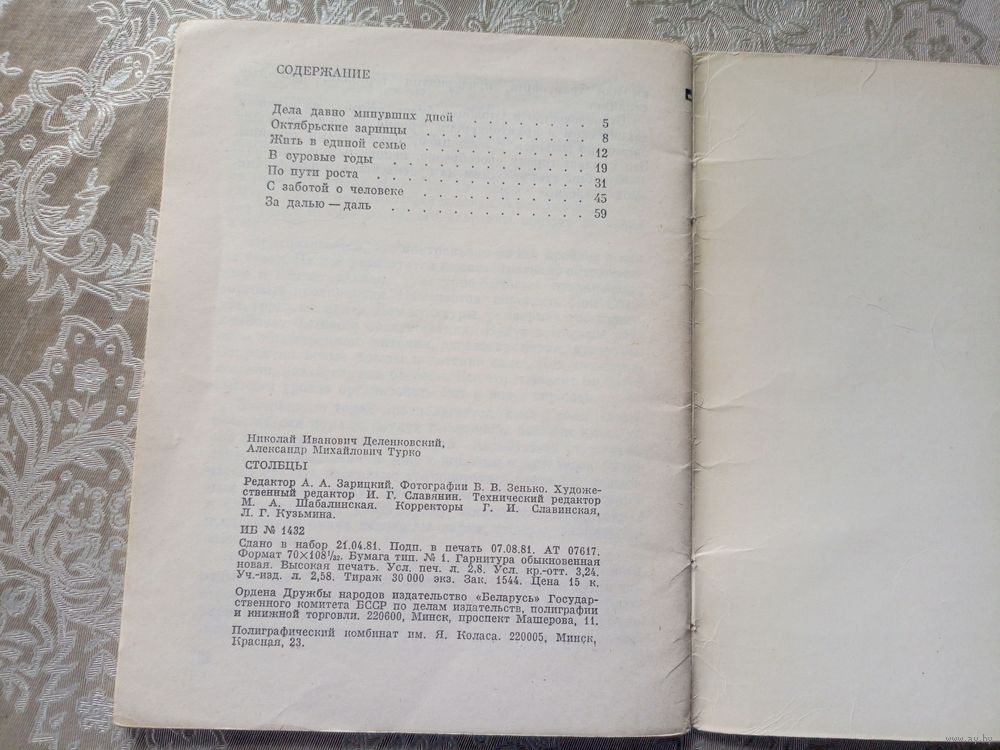 СОДЕРЖАНИЕ
Дела давно минувших дней . . . . . . . . 5
Октябрьские зарницы . . . . . . . . . 8
Жить в единой семье . . . . . . . . . 12
В суровые годы . . . . . . . . . . 19
По пути роста . . . . . . . . . . . 31
С заботой о человеке . . . . . . . . . 45
За далью — даль . . . . . . . . . . 59
Николай Иванович Деленковский,
Александр Михайлович Турко
СТОЛБЦЫ
Редактор А. А. Зарицкий. Фотографии В. В. Зенько. Художе-
ственный редактор И. Г. Славянин. Технический редактор
М. А. Шабалинская. Корректоры Г. И. Славинская,
Л. Г. Кузьмина.
ИБ № 1432
Сдано в набор 21.04.81. Подп. в печать 07.08.81. АТ 07617.
Формат 70×108¹/₃₂. Бумага тип. № 1. Гарнитура обыкновенная
новая. Высокая печать. Усл. печ. л. 2,8. Усл. кр.-отт. 3,24.
Уч.-изд. л. 2,58. Тираж 30 000 экз. Зак. 1544. Цена 15 к.
Ордена Дружбы народов издательство «Беларусь» Государ-
ственного комитета БССР по делам издательств, полиграфии
и книжной торговли. 220600, Минск, проспект Машерова, 11.
Полиграфический комбинат им. Я. Коласа. 220005, Минск,
Красная, 23.
www.ay.by